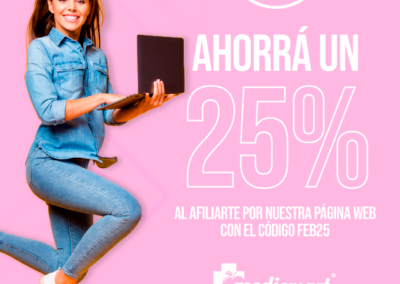 AHORRÁ UN
25%
AL AFILIARTE POR NUESTRA PÁGINA WEB
CON EL CÓDIGO FEB25